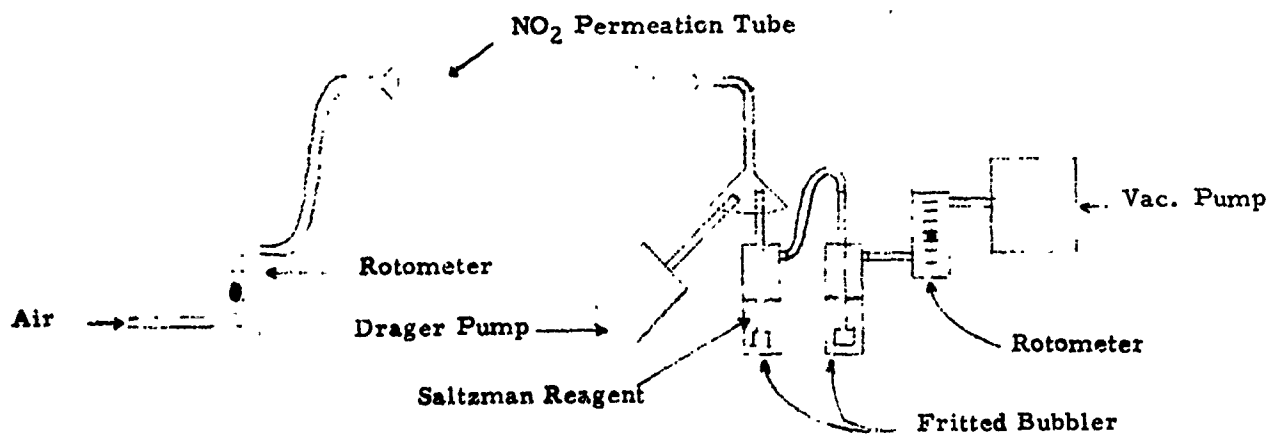 NO2 Permeation Tube
Vac. Pump
Rotometer
Air
Drager Pump
Rotometer
Saltzman Reagent
Fritted Bubbler